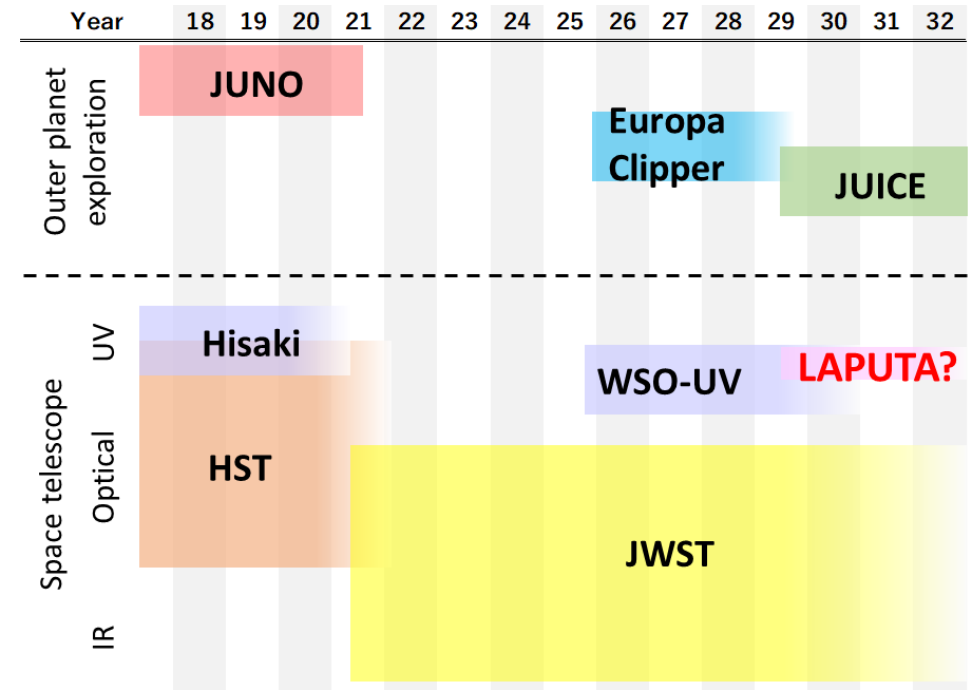 Year 18 19 20 21 22 23 24 25 26 27 28 29 30 31 32
Outer planet
exploration
JUNO
Europa
Clipper
JUICE
Space telescope
UV
Optical
IR
Hisaki
HST
WSO-UV
LAPUTA?
JWST